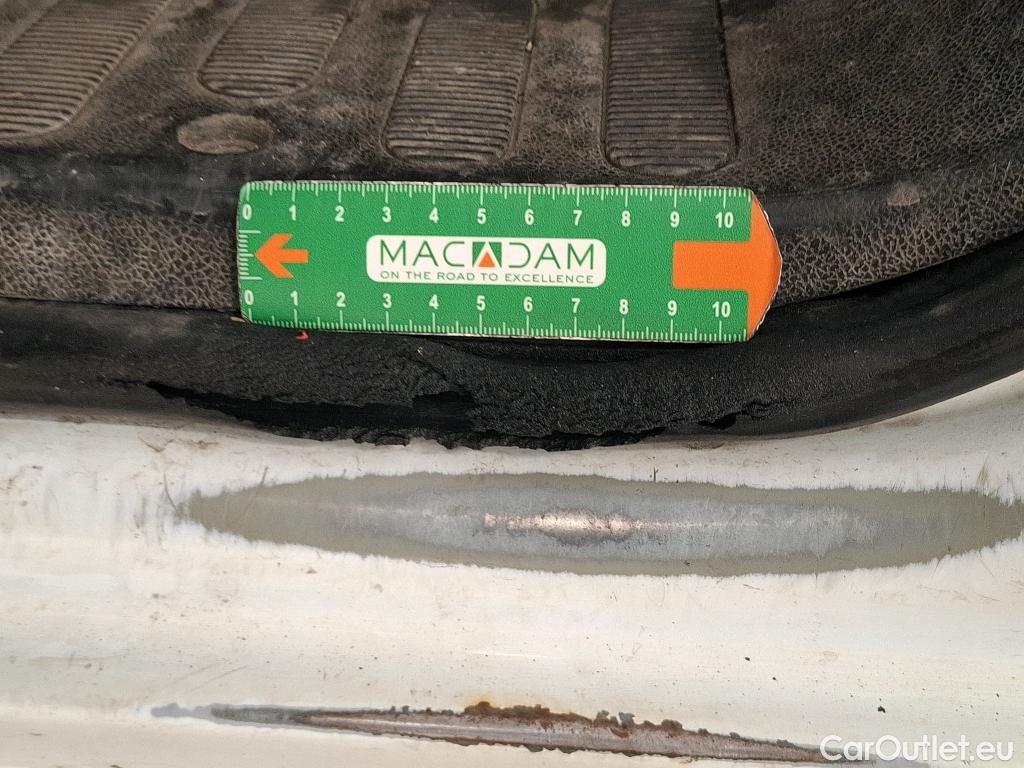 0 1 2 3 4 5 6 7 8 9 10
MACADAM
ON THE ROAD TO EXCELLENCE
0 1 2 3 4 5 6 7 8 9 10
CarOutlet.eu